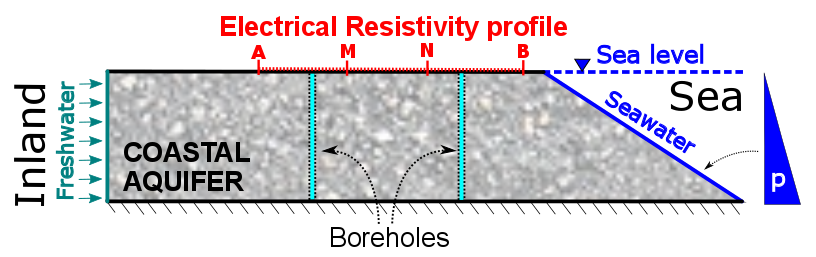 Electrical Resistivity profile
A M N B
Sea level
Sea
Seawater
Inland
Freshwater
COASTAL
AQUIFER
p
Boreholes